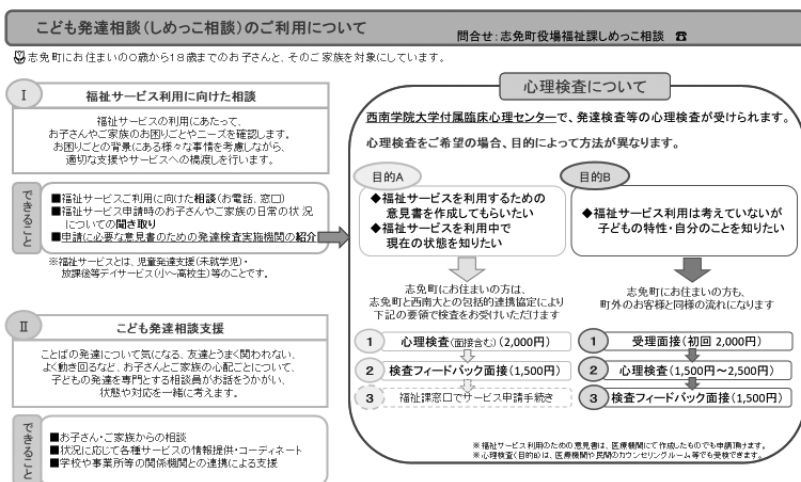 こども発達相談（しめっこ相談）のご利用について
問合せ：志免町役場福祉課しめっこ相談 ☎
志免町にお住まいの０歳から１８歳までのお子さんと、そのご家族を対象にしています。
Ⅰ 福祉サービス利用に向けた相談
福祉サービスの利用にあたって、
お子さんやご家族のお困りごとやニーズを確認します。
お困りごとの背景にある様々な事情を考慮しながら、
適切な支援やサービスへの橋渡しを行います。
できること
■福祉サービスご利用に向けた相談（お電話、窓口）
■福祉サービス申請時のお子さんやご家族の日常の状況
についての聞き取り
■申請に必要な意見書のための発達検査実施機関の紹介
※福祉サービスとは、児童発達支援（未就学児）・
放課後等デイサービス（小～高校生）等のことです。
Ⅱ こども発達相談支援
ことばの発達について気になる、友達とうまく関われない、
よく動き回るなど、お子さんとご家族の心配ごとについて、
子どもの発達を専門とする相談員がお話をうかがい、
状態や対応を一緒に考えます。
できること
■お子さん・ご家族からの相談
■状況に応じて各種サービスの情報提供・コーディネート
■学校や事業所等の関係機関との連携による支援
心理検査について
西南学院大学付属臨床心理センターで、発達検査等の心理検査が受けられます。
心理検査をご希望の場合、目的によって方法が異なります。
目的A
◆福祉サービスを利用するための
意見書を作成してもらいたい
◆福祉サービスを利用中で
現在の状態を知りたい
志免町にお住まいの方は、
志免町と西南大との包括的連携協定により
下記の要領で検査をお受けいただけます
1 心理検査（面接含む）（2,000円）
2 検査フィードバック面接（1,500円）
3 福祉課窓口でサービス申請手続き
目的B
◆福祉サービス利用は考えていないが
子どもの特性・自分のことを知りたい
志免町にお住まいの方も、
町外のお客様と同様の流れになります
1 受理面接（初回 2,000円）
2 心理検査（1,500円～2,500円）
3 検査フィードバック面接（1,500円）
※福祉サービス利用のための意見書は、医療機関にて作成したものでも申請頂けます。
※心理検査（目的B）は、医療機関や民間のカウンセリングルーム等でも受検できます。